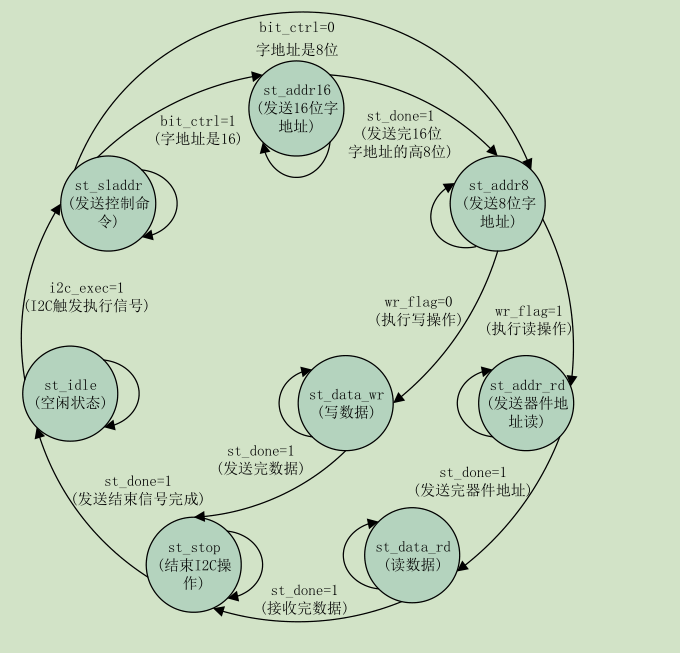 bit_ctrl=0
字地址是8位
st_addr16
(发送16位字
地址)
bit_ctrl=1
(字地址是16)
st_done=1
(发送完16位
字地址的高8位)
st_sladdr
(发送控制命
令)
st_addr8
(发送8位字
地址)
i2c_exec=1
(I2C触发执行信号)
wr_flag=0
(执行写操作)
wr_flag=1
(执行读操作)
st_idle
(空闲状态)
st_data_wr
(写数据)
st_addr_rd
(发送器件地
址读)
st_done=1
(发送完数据)
st_done=1
(发送结束信号完成)
st_done=1
(发送完器件地址)
st_stop
(结束I2C操
作)
st_data_rd
(读数据)
st_done=1
(接收完数据)